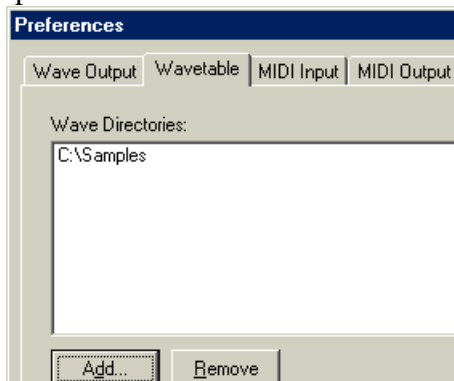 Preferences
Wave Output Wavetable MIDI Input MIDI Output
Wave Directories:
C:\Samples
Add... Remove